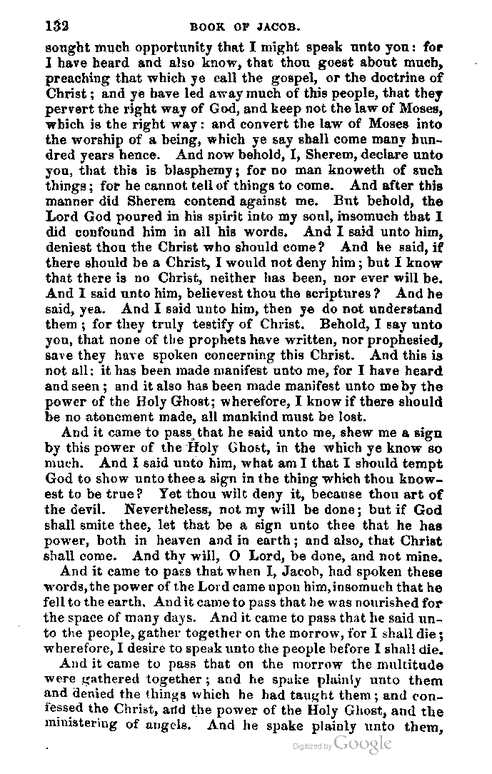 132 BOOK OF JACOB.
sought much opportunity that I might speak unto you: for
I have heard and also know, that thou goest about much,
preaching that which ye call the gospel, or the doctrine of
Christ; and ye have led away much of this people, that they
pervert the right way of God, and keep not the law of Moses,
which is the right way: and convert the law of Moses into
the worship of a being, which ye say shall come many hun-
dred years hence. And now behold, I, Sherem, declare unto
you, that this is blasphemy; for no man knoweth of such
things; for he cannot tell of things to come. And after this
manner did Sherem contend against me. But behold, the
Lord God poured in his spirit into my soul, insomuch that I
did confound him in all his words. And I said unto him,
deniest thou the Christ who should come? And he said, if
there should be a Christ, I would not deny him; but I know
that there is no Christ, neither has been, nor ever will be.
And I said unto him, believest thou the scriptures? And he
said, yea. And I said unto him, then ye do not understand
them; for they truly testify of Christ. Behold, I say unto
you, that none of the prophets have written, nor prophesied,
save they have spoken concerning this Christ. And this is
not all: it has been made manifest unto me, for I have heard
and seen; and it also has been made manifest unto me by the
power of the Holy Ghost; wherefore, I know if there should
be no atonement made, all mankind must be lost.
And it came to pass that he said unto me, shew me a sign
by this power of the Holy Ghost, in the which ye know so
much. And I said unto him, what am I that I should tempt
God to show unto thee a sign in the thing which thou know-
est to be true? Yet thou wilt deny it, because thou art of
the devil. Nevertheless, not my will be done; but if God
shall smite thee, let that be a sign unto thee that he has
power, both in heaven and in earth; and also, that Christ
shall come. And thy will, O Lord, be done, and not mine.
And it came to pass that when I, Jacob, had spoken these
words, the power of the Lord came upon him, insomuch that he
fell to the earth. And it came to pass that he was nourished for
the space of many days. And it came to pass that he said un-
to the people, gather together on the morrow, for I shall die;
wherefore, I desire to speak unto the people before I shall die.
And it came to pass that on the morrow the multitude
were gathered together; and he spake plainly unto them
and denied the things which he had taught them; and con-
fessed the Christ, and the power of the Holy Ghost, and the
ministering of angels. And he spake plainly unto them,
Digitized by Google